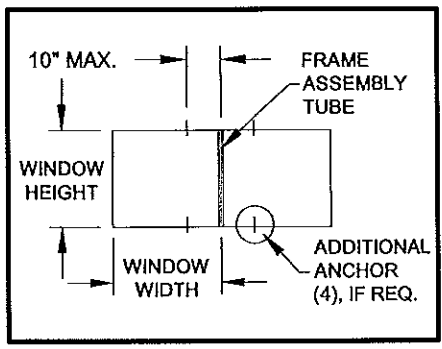 10" MAX.
FRAME
ASSEMBLY
TUBE
WINDOW
HEIGHT
WINDOW
WIDTH
ADDITIONAL
ANCHOR
(4), IF REQ.